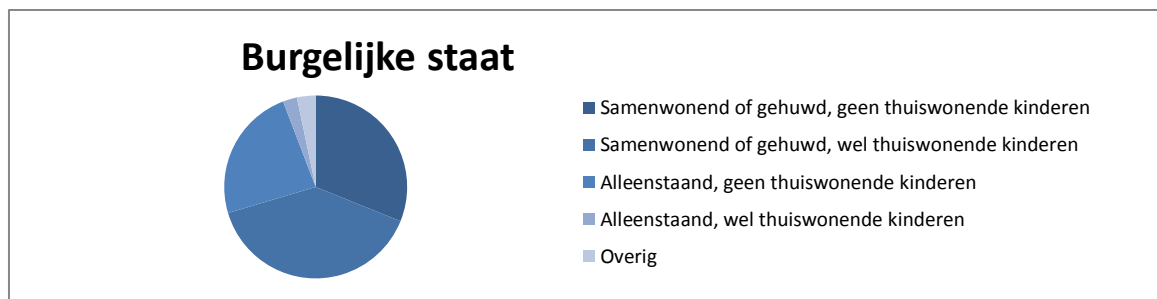 Burgelijke staat
Samenwonend of gehuwd, geen thuiswonende kinderen
Samenwonend of gehuwd, wel thuiswonende kinderen
Alleenstaand, geen thuiswonende kinderen
Alleenstaand, wel thuiswonende kinderen
Overig